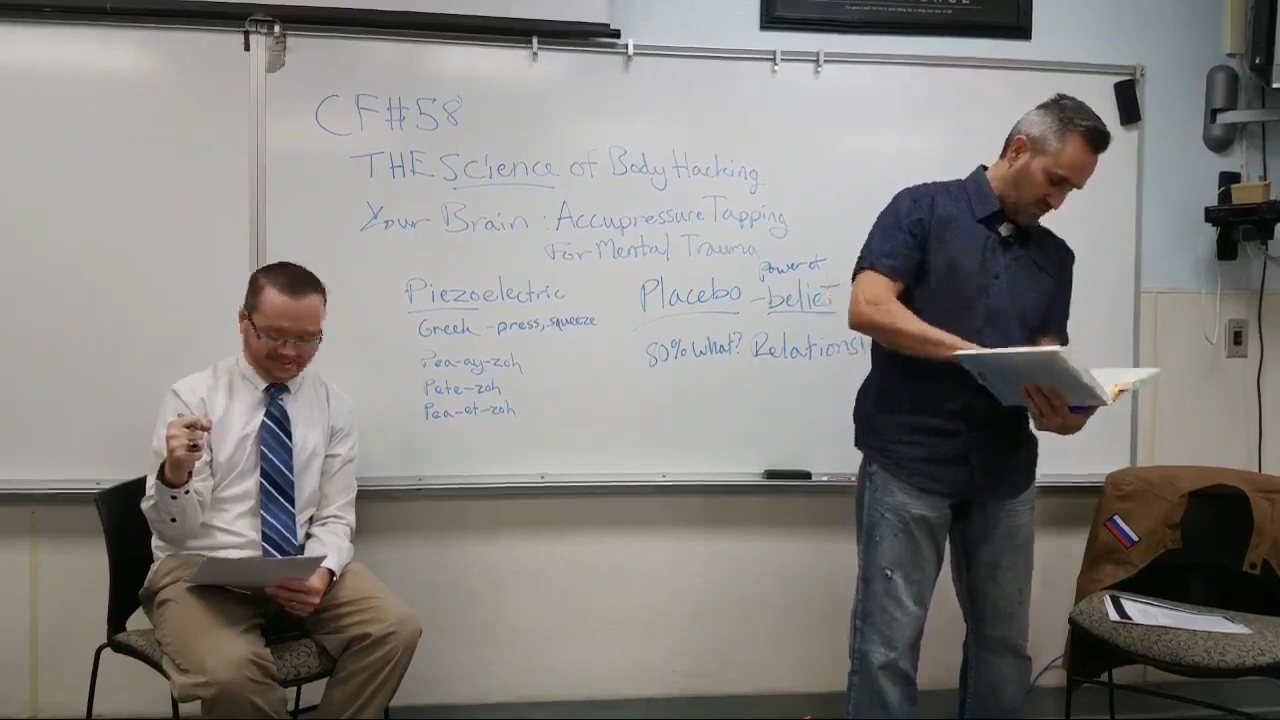 CF#58
THE Science of Body Hacking
Your Brain: Accupressure Tapping
For Mental Trauma
Piezoelectric
Greek - press, squeeze
Pea-ay-zoh
Pete-zoh
Pea-et-zoh
power of
Placebo - belief
80% what? Relations